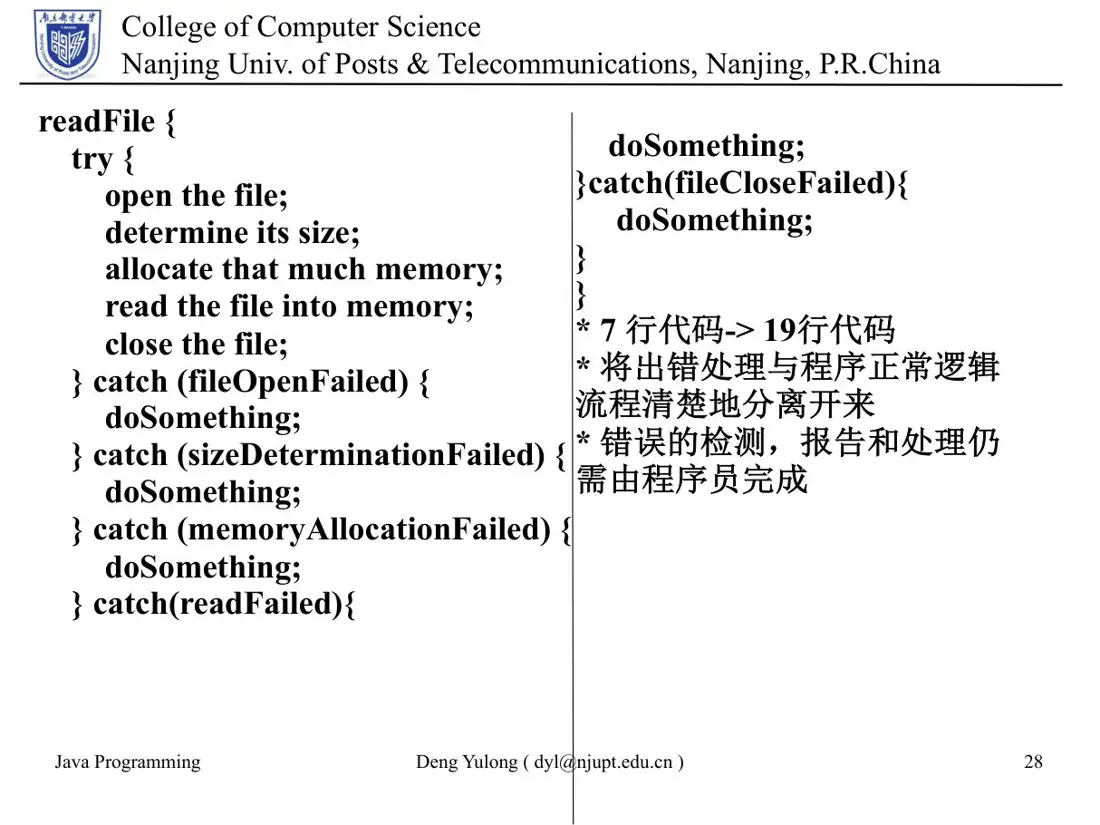 College of Computer Science
Nanjing Univ. of Posts & Telecommunications, Nanjing, P.R.China
readFile {
try {
open the file;
determine its size;
allocate that much memory;
read the file into memory;
close the file;
} catch (fileOpenFailed) {
doSomething;
} catch (sizeDeterminationFailed) {
doSomething;
} catch (memoryAllocationFailed) {
doSomething;
} catch(readFailed){
doSomething;
}catch(fileCloseFailed){
doSomething;
}
}
* 7 行代码-> 19行代码
* 将出错处理与程序正常逻辑
流程清楚地分离开来
* 错误的检测，报告和处理仍
需由程序员完成
Java Programming
Deng Yulong ( dyl@njupt.edu.cn )
28